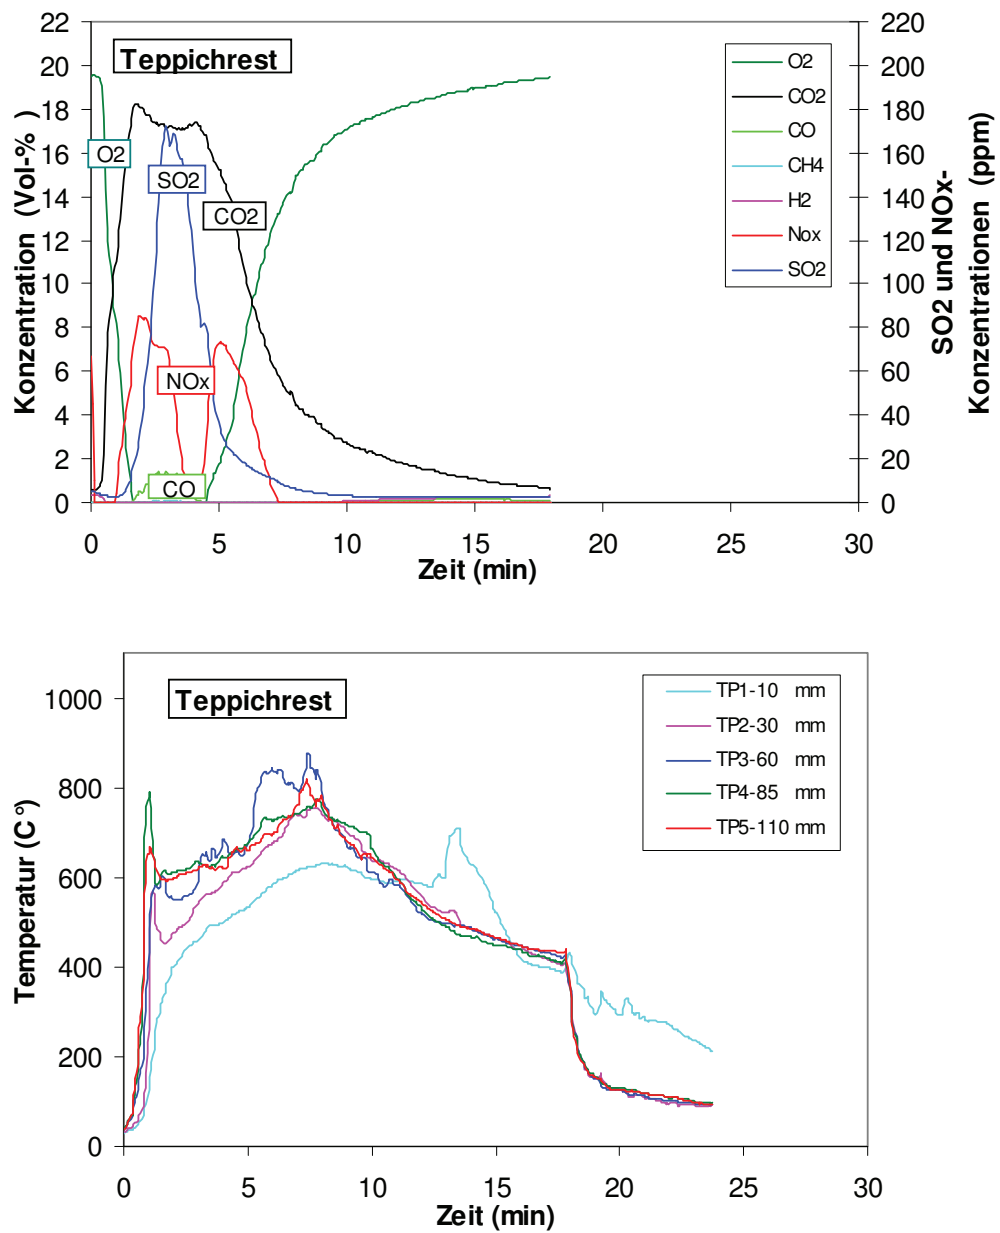 Teppichrest
Konzentration (Vol-%)
22
20
18
16
14
12
10
8
6
4
2
0
O2
SO2
CO2
NOx
CO
O2
CO2
CO
CH4
H2
Nox
SO2
220
200
180
160
140
120
100
80
60
40
20
0
SO2 und NOx-
Konzentrationen (ppm)
0 5 10 15 20 25 30
Zeit (min)
Teppichrest
Temperatur (C°)
1000
800
600
400
200
0
TP1-10 mm
TP2-30 mm
TP3-60 mm
TP4-85 mm
TP5-110 mm
0 5 10 15 20 25 30
Zeit (min)